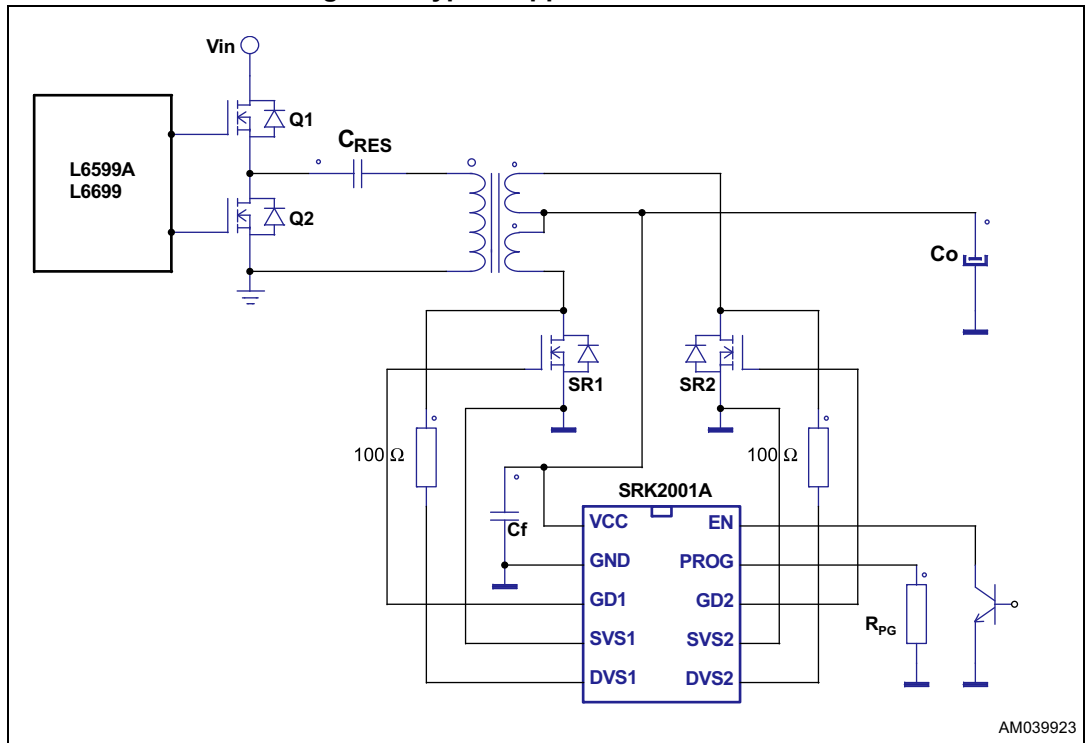 Vin
L6599A
L6699
Q1
Q2
CRES
Co
SR1
SR2
100 Ω
100 Ω
Cf
SRK2001A
VCC
EN
GND
PROG
GD1
GD2
SVS1
SVS2
DVS1
DVS2
RPG
AM039923